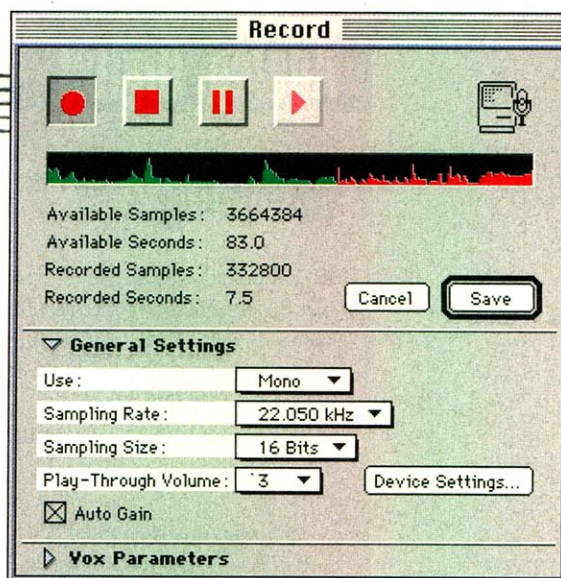 Record
Available Samples: 3664384
Available Seconds: 83.0
Recorded Samples: 332800
Recorded Seconds: 7.5
Cancel
Save
General Settings
Use: Mono
Sampling Rate: 22.050 kHz
Sampling Size: 16 Bits
Play-Through Volume: 3
Device Settings...
Auto Gain
Vox Parameters